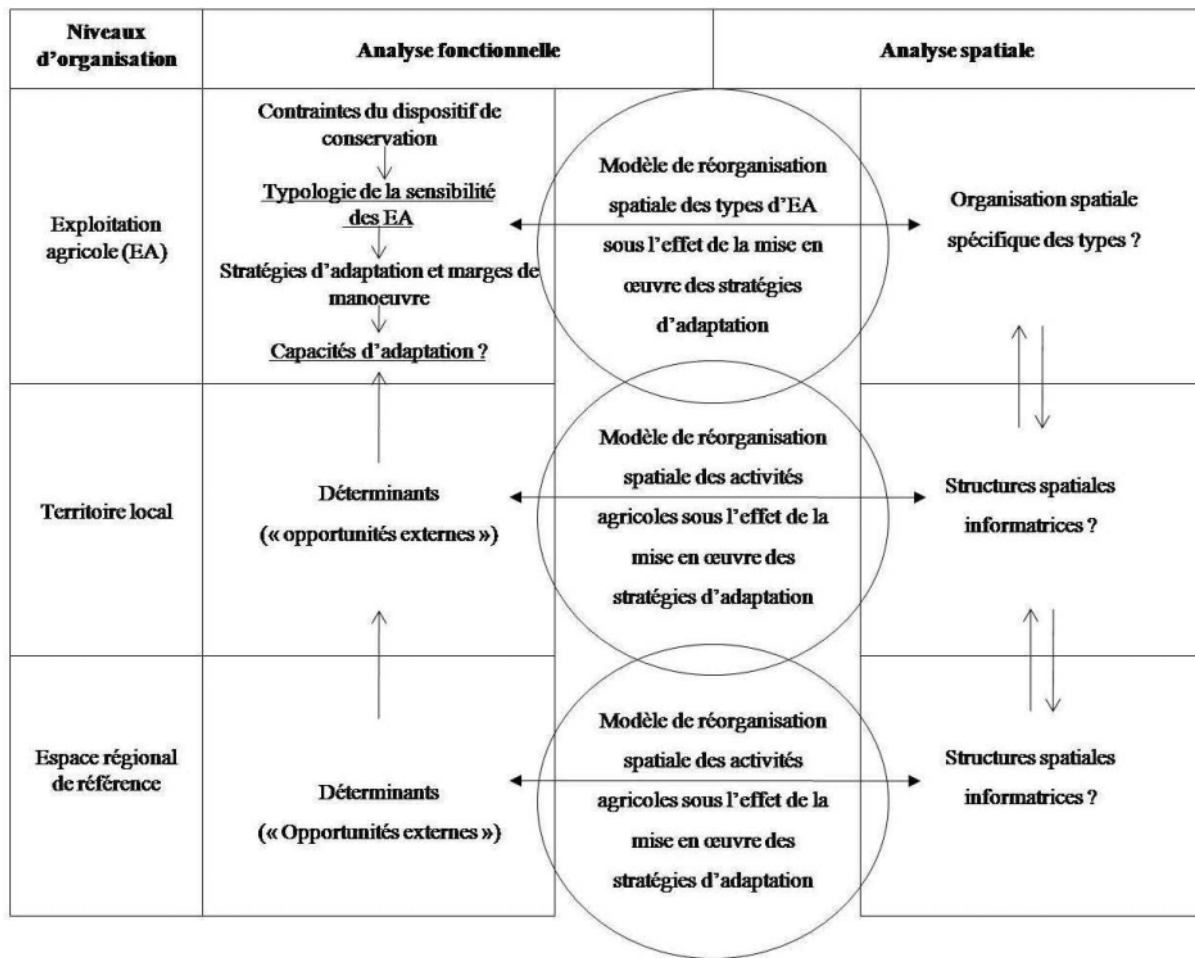 Niveaux
d'organisation
Analyse fonctionnelle
Analyse spatiale
Exploitation
agricole (EA)
Contraintes du dispositif de
conservation
Typologie de la sensibilité
des EA
Stratégies d'adaptation et marges de
manoeuvre
Capacités d'adaptation ?
Modèle de réorganisation
spatiale des types d'EA
sous l'effet de la mise en
œuvre des stratégies
d'adaptation
Organisation spatiale
spécifique des types ?
Territoire local
Déterminants
(« opportunités externes »)
Modèle de réorganisation
spatiale des activités
agricoles sous l'effet de la
mise en œuvre des
stratégies d'adaptation
Structures spatiales
informatrices ?
Espace régional
de référence
Déterminants
(« Opportunités externes »)
Modèle de réorganisation
spatiale des activités
agricoles sous l'effet de la
mise en œuvre des
stratégies d'adaptation
Structures spatiales
informatrices ?